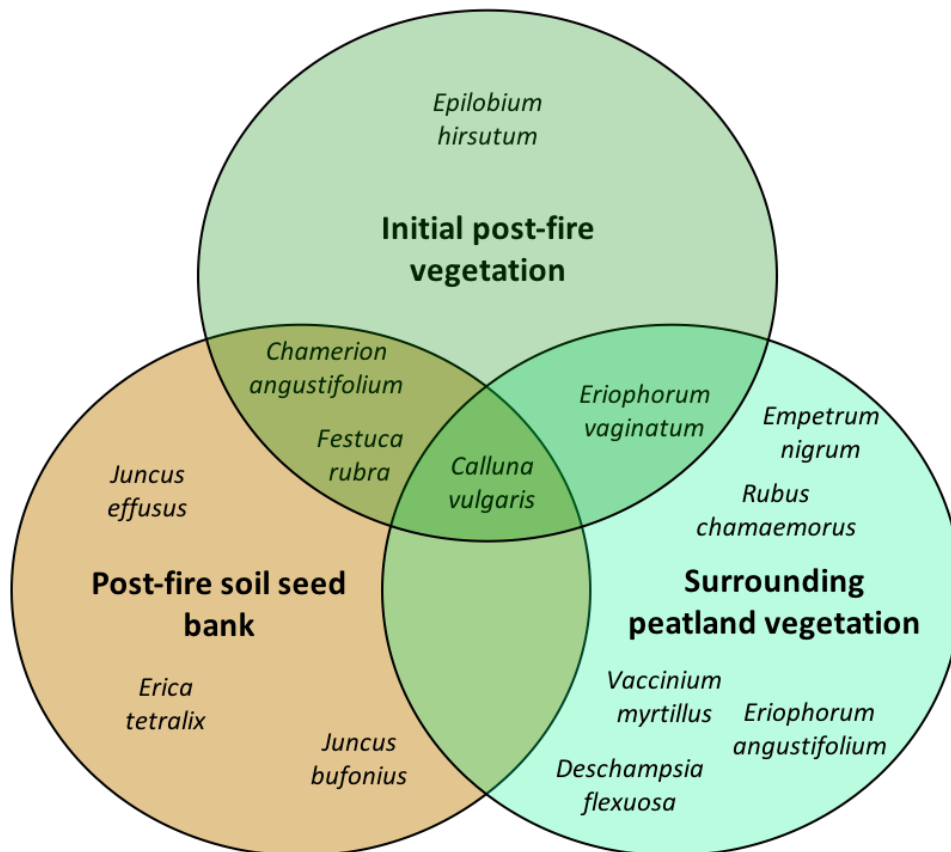 Epilobium
hirsutum
Initial post-fire
vegetation
Chamerion
angustifolium
Festuca
rubra
Calluna
vulgaris
Eriophorum
vaginatum
Empetrum
nigrum
Rubus
chamaemorus
Juncus
effusus
Post-fire soil seed
bank
Surrounding
peatland vegetation
Erica
tetralix
Juncus
bufonius
Vaccinium
myrtillus
Eriophorum
angustifolium
Deschampsia
flexuosa